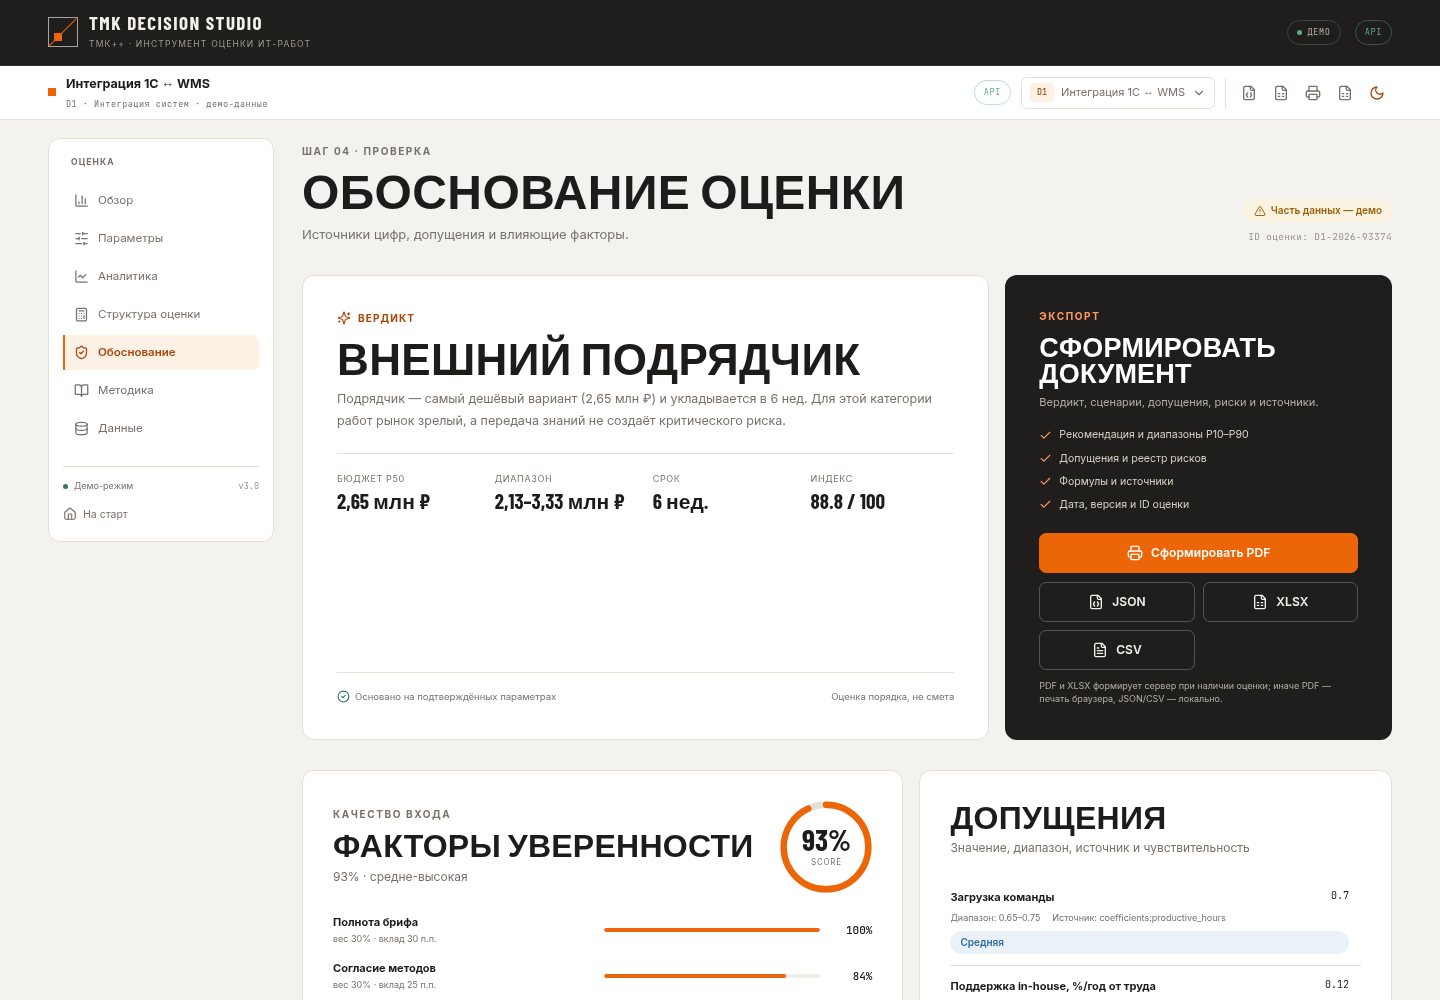 TMK DECISION STUDIO
ТМК++ · ИНСТРУМЕНТ ОЦЕНКИ ИТ-РАБОТ
ДЕМО
API
Интеграция 1С ↔ WMS
D1 · Интеграция систем · демо-данные
API
D1
Интеграция 1С ↔ WMS
ОЦЕНКА
Обзор
Параметры
Аналитика
Структура оценки
Обоснование
Методика
Данные
Демо-режим
v3.0
На старт
ШАГ 04 · ПРОВЕРКА
ОБОСНОВАНИЕ ОЦЕНКИ
Источники цифр, допущения и влияющие факторы.
Часть данных — демо
ID оценки: D1-2026-93374
ВЕРДИКТ
ВНЕШНИЙ ПОДРЯДЧИК
Подрядчик — самый дешёвый вариант (2,65 млн ₽) и укладывается в 6 нед. Для этой категории
работ рынок зрелый, а передача знаний не создаёт критического риска.
БЮДЖЕТ P50
2,65 млн ₽
ДИАПАЗОН
2,13–3,33 млн ₽
СРОК
6 нед.
ИНДЕКС
88.8 / 100
Основано на подтверждённых параметрах
Оценка порядка, не смета
ЭКСПОРТ
СФОРМИРОВАТЬ
ДОКУМЕНТ
Вердикт, сценарии, допущения, риски и источники.
Рекомендация и диапазоны P10–P90
Допущения и реестр рисков
Формулы и источники
Дата, версия и ID оценки
Сформировать PDF
JSON
XLSX
CSV
PDF и XLSX формирует сервер при наличии оценки; иначе PDF —
печать браузера, JSON/CSV — локально.
КАЧЕСТВО ВХОДА
ФАКТОРЫ УВЕРЕННОСТИ
93% · средне-высокая
93%
SCORE
Полнота брифа
вес 30% · вклад 30 п.п.
100%
Согласие методов
вес 30% · вклад 25 п.п.
84%
ДОПУЩЕНИЯ
Значение, диапазон, источник и чувствительность
Загрузка команды
0.7
Диапазон: 0.65–0.75 Источник: coefficients:productive_hours
Средняя
Поддержка in-house, %/год от труда
0.12